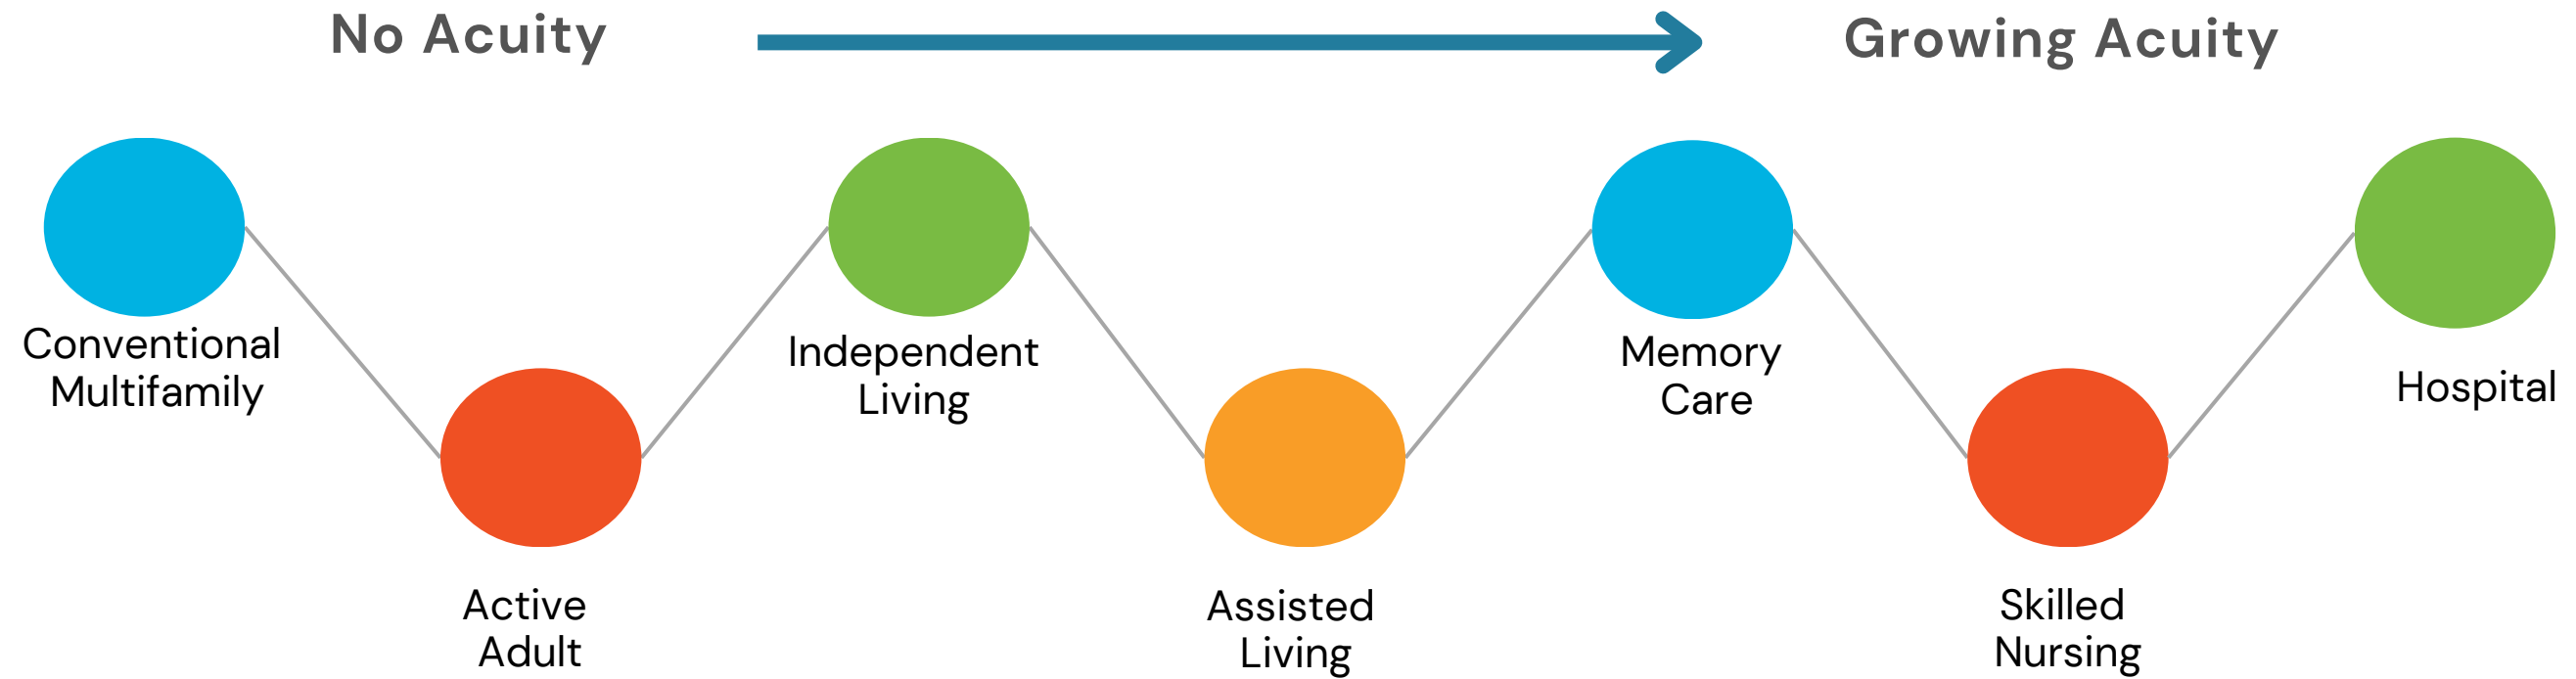 No Acuity
Growing Acuity
Conventional
Multifamily
Active
Adult
Independent
Living
Assisted
Living
Memory
Care
Skilled
Nursing
Hospital